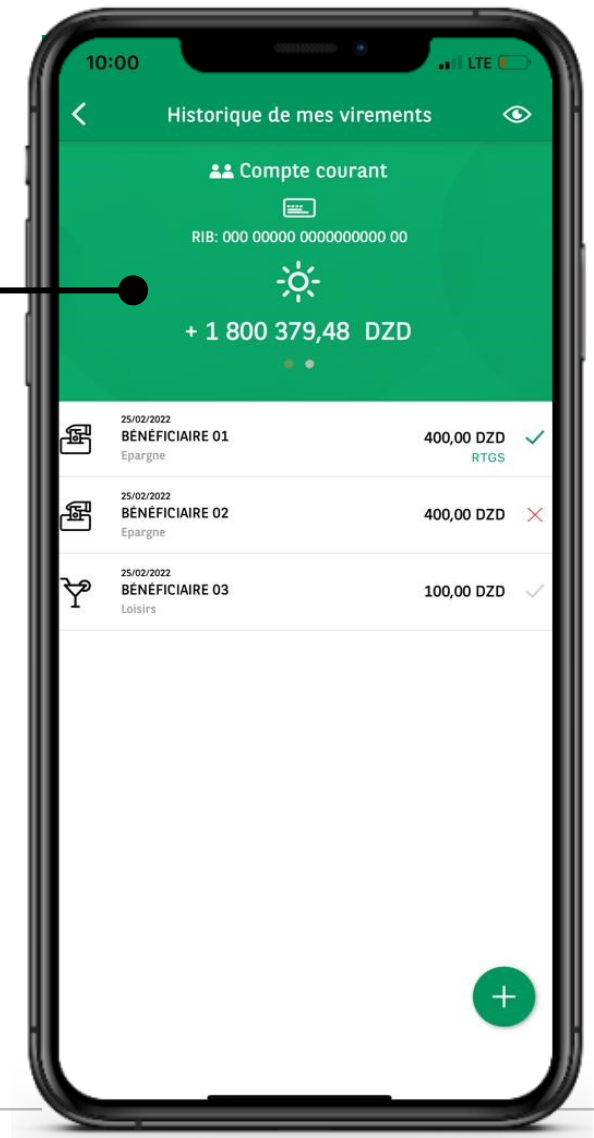 10:00 LTE
Historique de mes virements
Compte courant
RIB: 000 00000 0000000000 00
+ 1 800 379,48 DZD
25/02/2022
BÉNÉFICIAIRE 01 400,00 DZD
Epargne RTGS
25/02/2022
BÉNÉFICIAIRE 02 400,00 DZD
Epargne
25/02/2022
BÉNÉFICIAIRE 03 100,00 DZD
Loisirs